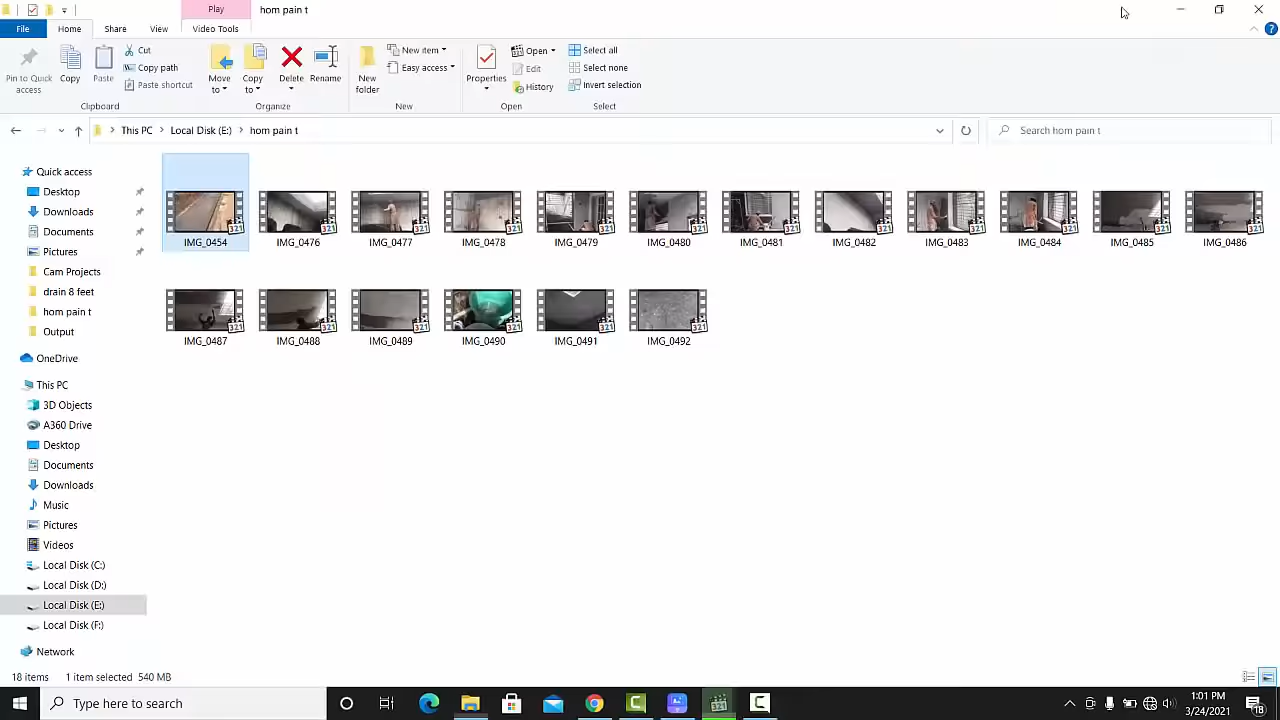 Play
hom pain t
File
Home
Share
View
Video Tools
Pin to Quick access
Copy
Paste
Cut
Copy path
Paste shortcut
Clipboard
Move to
Copy to
Delete
Rename
Organize
New folder
New item
Easy access
New
Properties
Open
Edit
History
Open
Select all
Select none
Invert selection
Select
This PC
Local Disk (E:)
hom pain t
Search hom pain t
Quick access
Desktop
Downloads
Documents
Pictures
Cam Projects
drain 8 feet
hom pain t
Output
OneDrive
This PC
3D Objects
A360 Drive
Desktop
Documents
Downloads
Music
Pictures
Videos
Local Disk (C:)
Local Disk (D:)
Local Disk (E:)
Local Disk (F:)
Network
IMG_0454
IMG_0476
IMG_0477
IMG_0478
IMG_0479
IMG_0480
IMG_0481
IMG_0482
IMG_0483
IMG_0484
IMG_0485
IMG_0486
IMG_0487
IMG_0488
IMG_0489
IMG_0490
IMG_0491
IMG_0492
18 items 1 item selected 540 MB
Type here to search
1:01 PM
3/24/2021
18